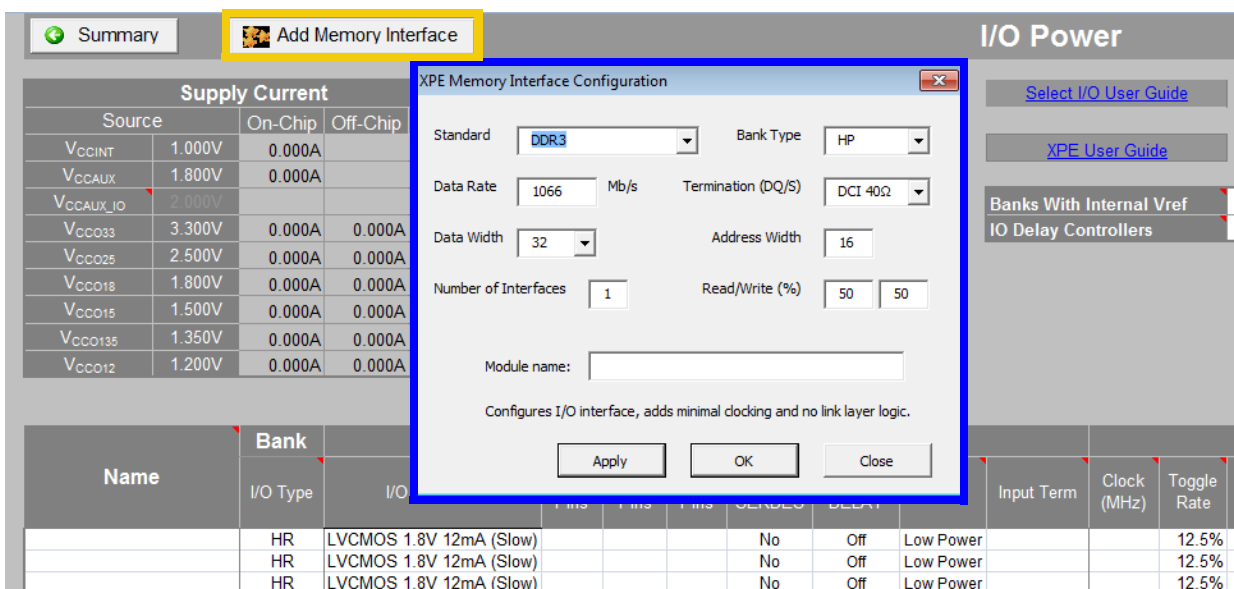 Summary
Add Memory Interface
I/O Power
Supply Current
Source On-Chip Off-Chip
VCCINT 1.000V 0.000A
VCCAUX 1.800V 0.000A
VCCAUX_IO 2.000V
VCCO33 3.300V 0.000A 0.000A
VCCO25 2.500V 0.000A 0.000A
VCCO18 1.800V 0.000A 0.000A
VCCO15 1.500V 0.000A 0.000A
VCCO135 1.350V 0.000A 0.000A
VCCO12 1.200V 0.000A 0.000A
XPE Memory Interface Configuration
Standard DDR3 Bank Type HP
Data Rate 1066 Mb/s Termination (DQ/S) DCI 40Ω
Data Width 32 Address Width 16
Number of Interfaces 1 Read/Write (%) 50 50
Module name:
Configures I/O interface, adds minimal clocking and no link layer logic.
Apply OK Close
Select I/O User Guide
XPE User Guide
Banks With Internal Vref
IO Delay Controllers
Name Bank
I/O Type I/O Input Term Clock (MHz) Toggle Rate
HR LVCMOS 1.8V 12mA (Slow) No Off Low Power 12.5%
HR LVCMOS 1.8V 12mA (Slow) No Off Low Power 12.5%
HR LVCMOS 1.8V 12mA (Slow) No Off Low Power 12.5%